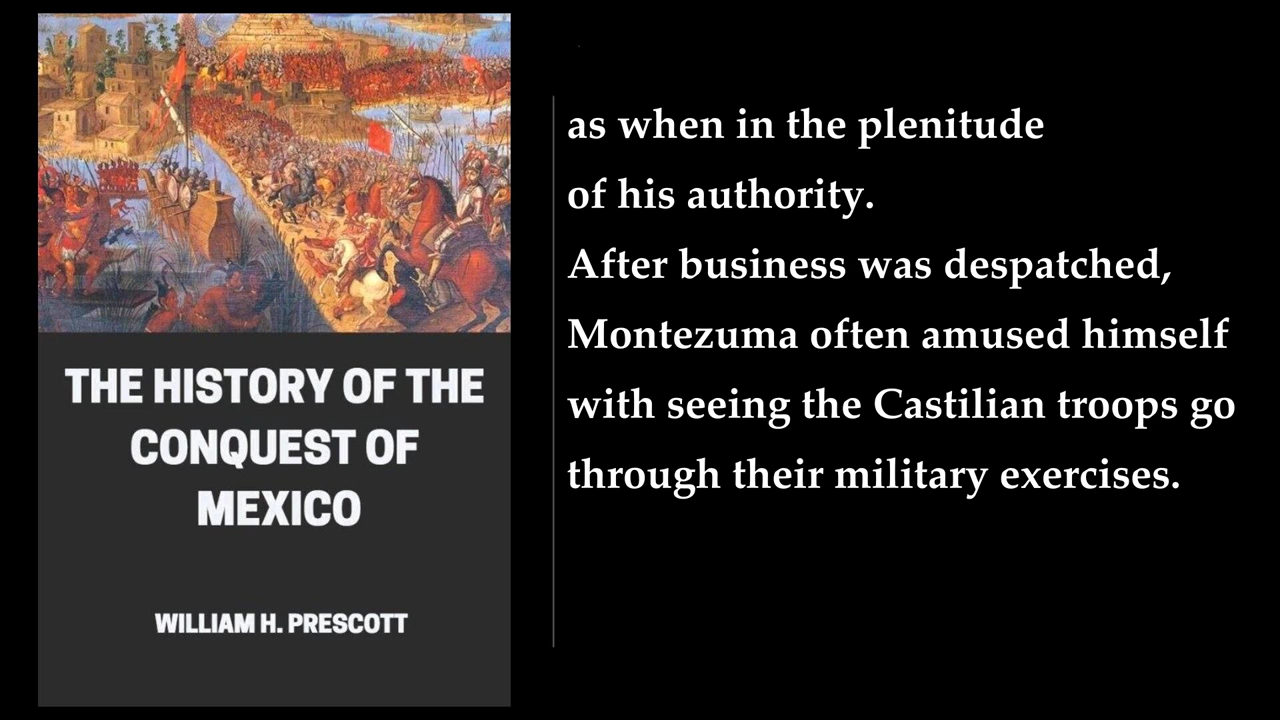 THE HISTORY OF THE
CONQUEST OF
MEXICO
WILLIAM H. PRESCOTT
as when in the plenitude
of his authority.
After business was despatched,
Montezuma often amused himself
with seeing the Castilian troops go
through their military exercises.